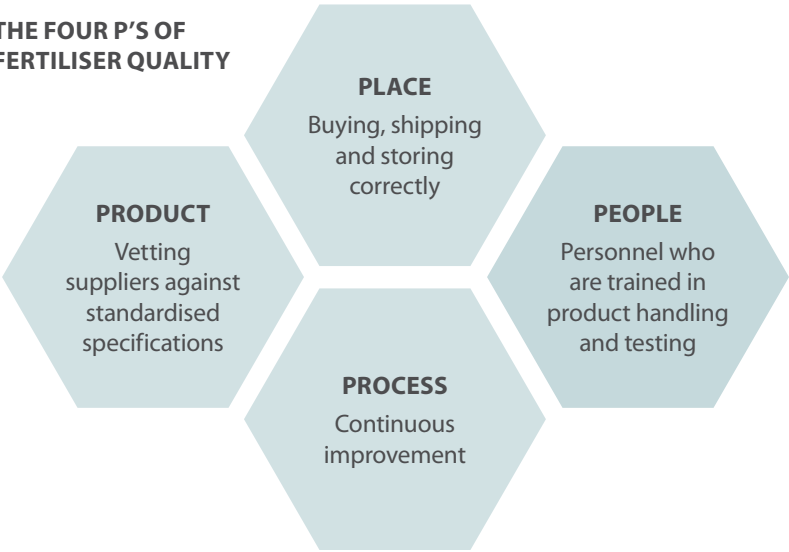 THE FOUR P'S OF
FERTILISER QUALITY
PLACE
Buying, shipping
and storing
correctly
PRODUCT
Vetting
suppliers against
standardised
specifications
PEOPLE
Personnel who
are trained in
product handling
and testing
PROCESS
Continuous
improvement